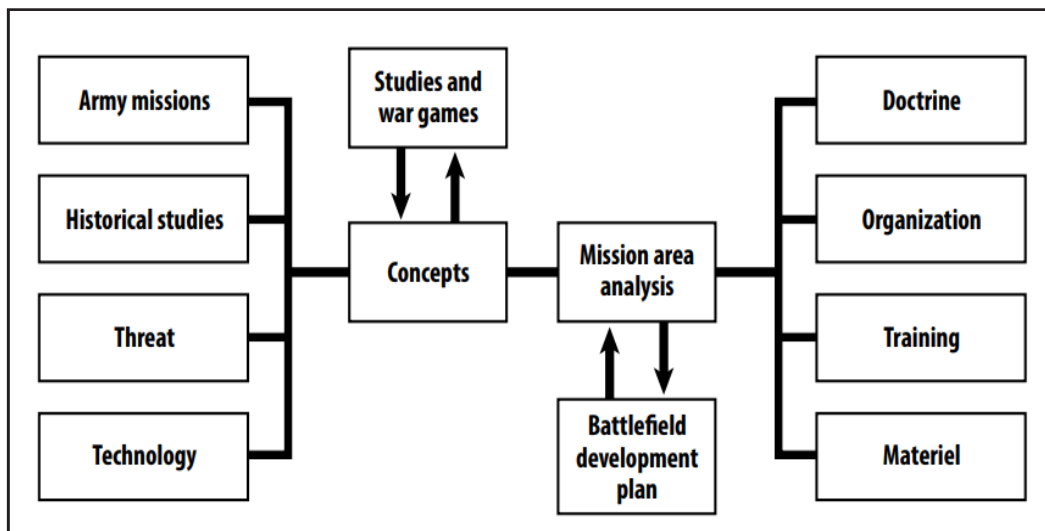 Army missions
Historical studies
Threat
Technology
Studies and
war games
Concepts
Mission area
analysis
Battlefield
development
plan
Doctrine
Organization
Training
Materiel